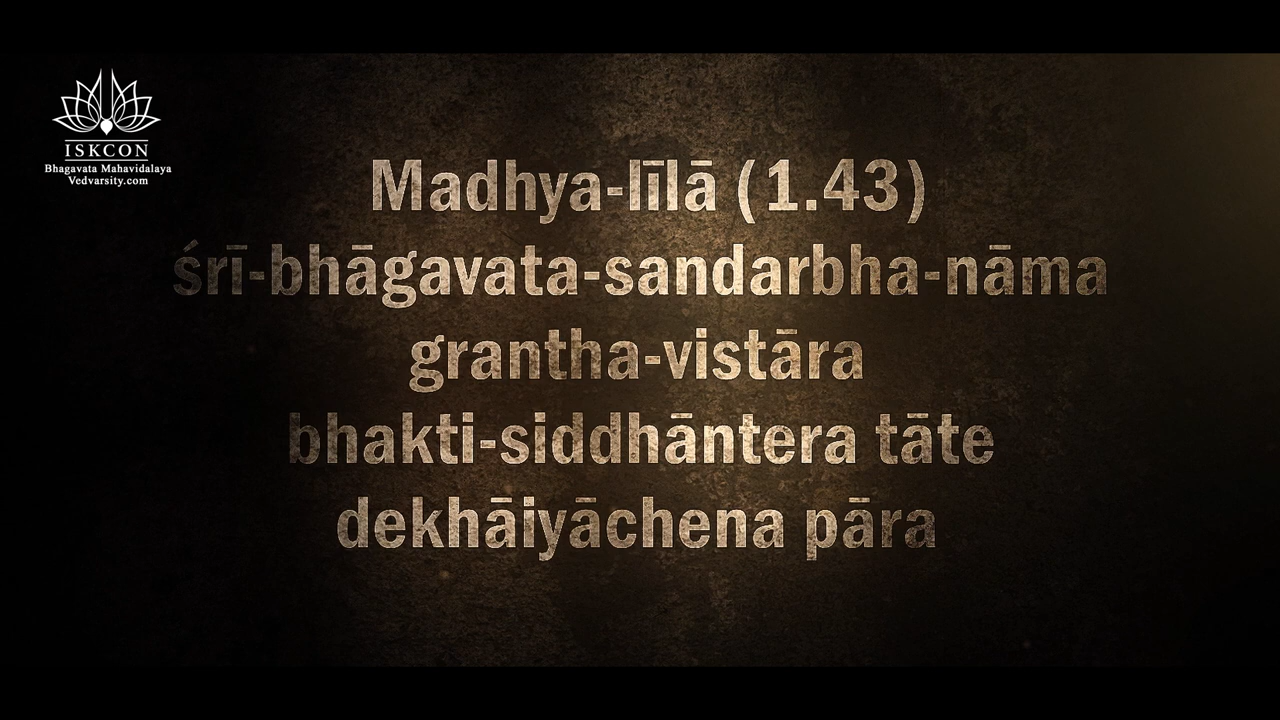 ISKCON
Bhagavata Mahavidalaya
Vedvarsity.com
Madhya-līlā (1.43)
śrī-bhāgavata-sandarbha-nāma
grantha-vistāra
bhakti-siddhāntera tāte
dekhāiyāchena pāra